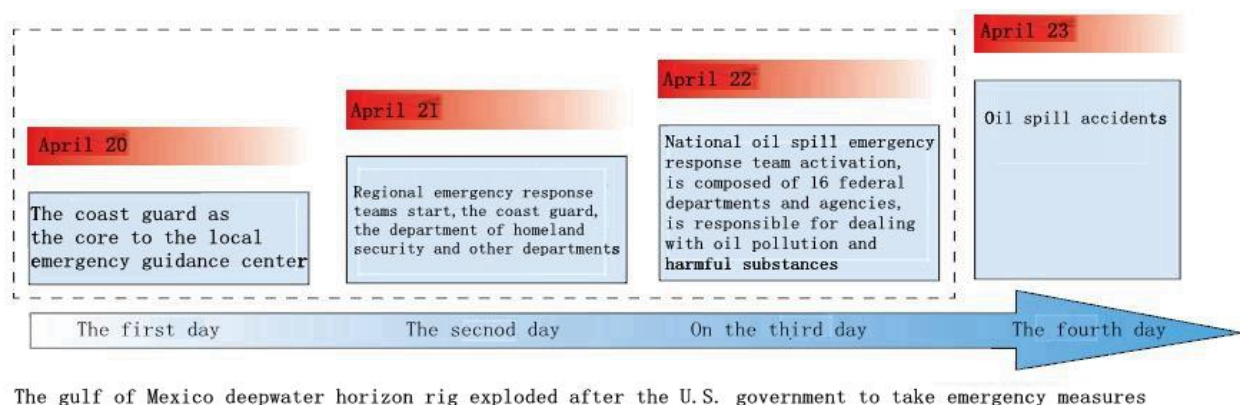 April 20
The coast guard as
the core to the local
emergency guidance center
April 21
Regional emergency response
teams start, the coast guard,
the department of homeland
security and other departments
April 22
National oil spill emergency
response team activation,
is composed of 16 federal
departments and agencies,
is responsible for dealing
with oil pollution and
harmful substances
April 23
Oil spill accidents
The first day
The secnod day
On the third day
The fourth day
The gulf of Mexico deepwater horizon rig exploded after the U.S. government to take emergency measures